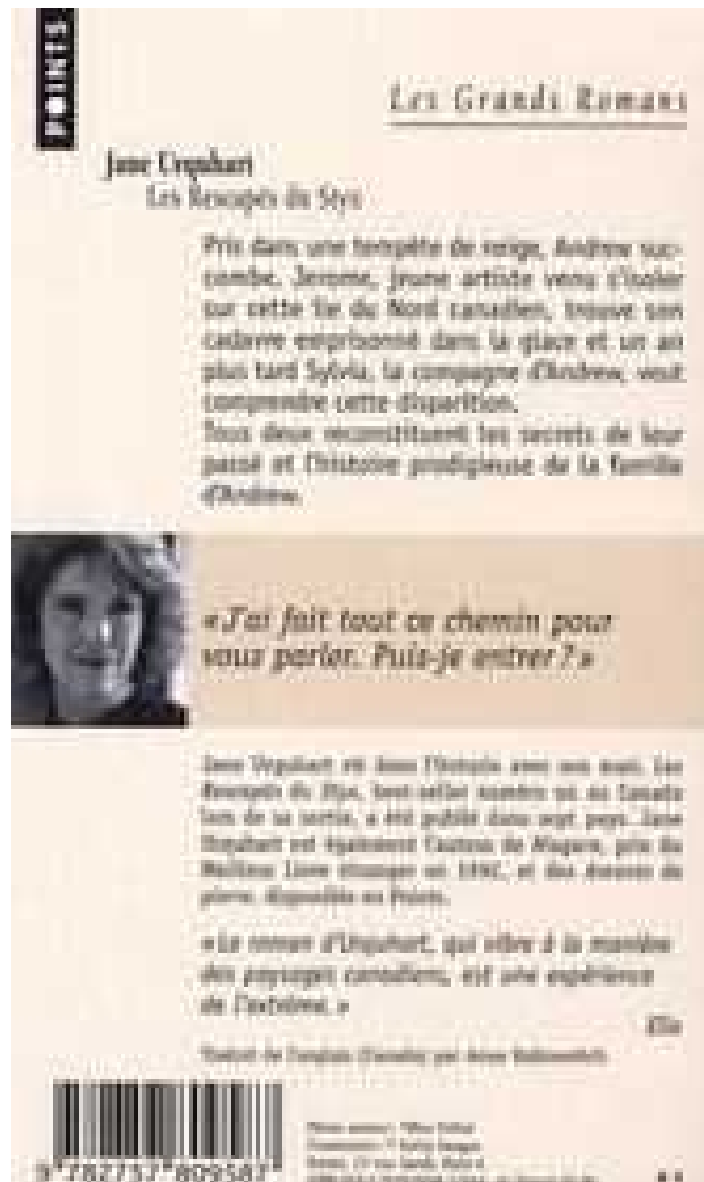 POINTS
Les Grands Romans
Jane Urquhart
Les Rescapés du Styx
Pris dans une tempête de neige, Andrew suc-
combe. Jerome, jeune artiste venu s'isoler
sur cette île du Nord canadien, trouve son
cadavre emprisonné dans la glace et un an
plus tard Sylvia, la compagne d'Andrew, veut
comprendre cette disparition.
Tous deux reconstituent les secrets de leur
passé et l'histoire prodigieuse de la famille
d'Andrew.
« J'ai fait tout ce chemin pour
vous parler. Puis-je entrer ? »
Jane Urquhart vit dans l'Ontario avec son mari. Les
Rescapés du Styx, best-seller numéro un au Canada
lors de sa sortie, a été publié dans sept pays. Jane
Urquhart est également l'auteur de Niagara, prix du
Meilleur Livre étranger en 1992, et des Amants de
pierre, disponible en Points.
« Le roman d'Urquhart, qui vibre à la manière
des paysages canadiens, est une expérience
de l'extrême. »
Elle
Traduit de l'anglais (Canada) par Anne Rabinovitch
9 782757 809587